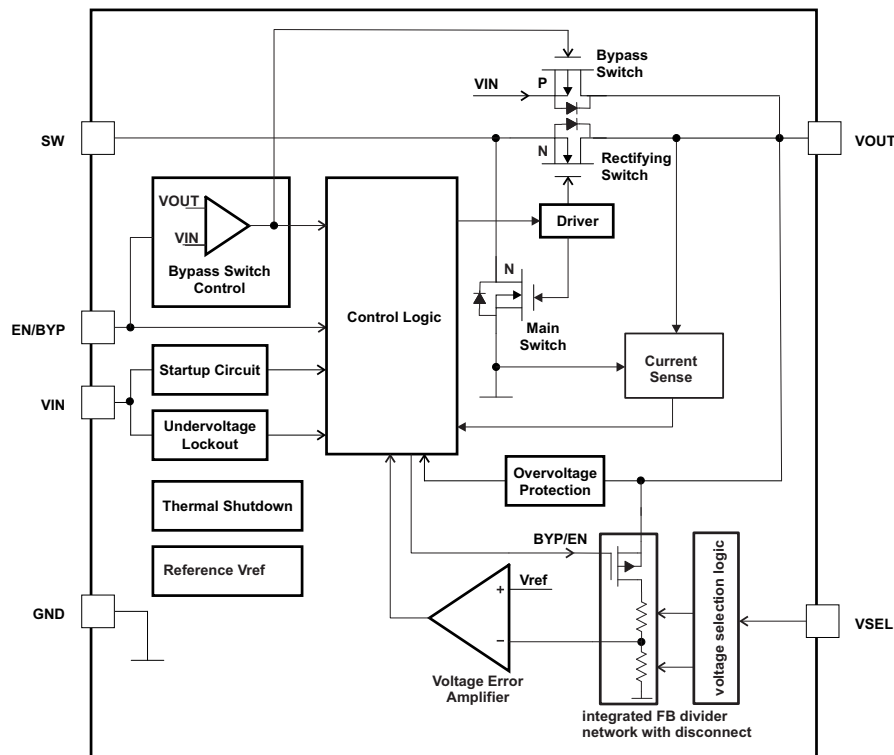 Bypass
Switch
VIN
P
SW
VOUT
N
Rectifying
Switch
VOUT
VIN
Bypass Switch
Control
Driver
Control Logic
N
Main
Switch
EN/BYP
Startup Circuit
Current
Sense
VIN
Undervoltage
Lockout
Overvoltage
Protection
Thermal Shutdown
BYP/EN
Reference Vref
Vref
+
−
GND
VSEL
voltage selection logic
Voltage Error
Amplifier
integrated FB divider
network with disconnect